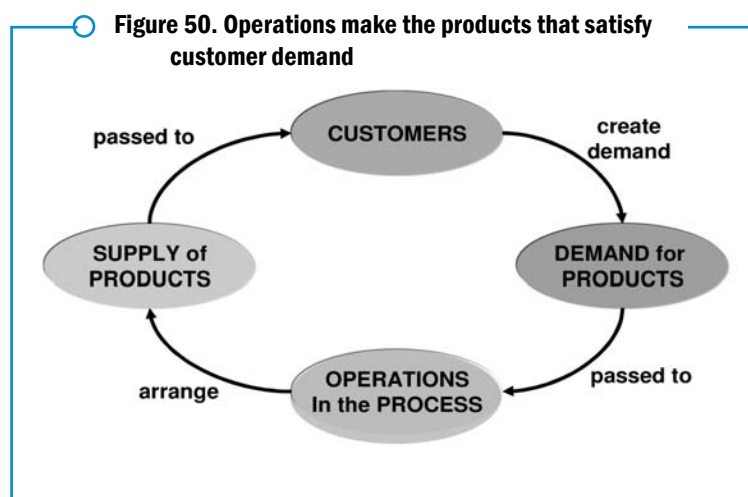 Figure 50. Operations make the products that satisfy
customer demand
CUSTOMERS
create
demand
DEMAND for
PRODUCTS
passed to
OPERATIONS
In the PROCESS
arrange
SUPPLY of
PRODUCTS
passed to